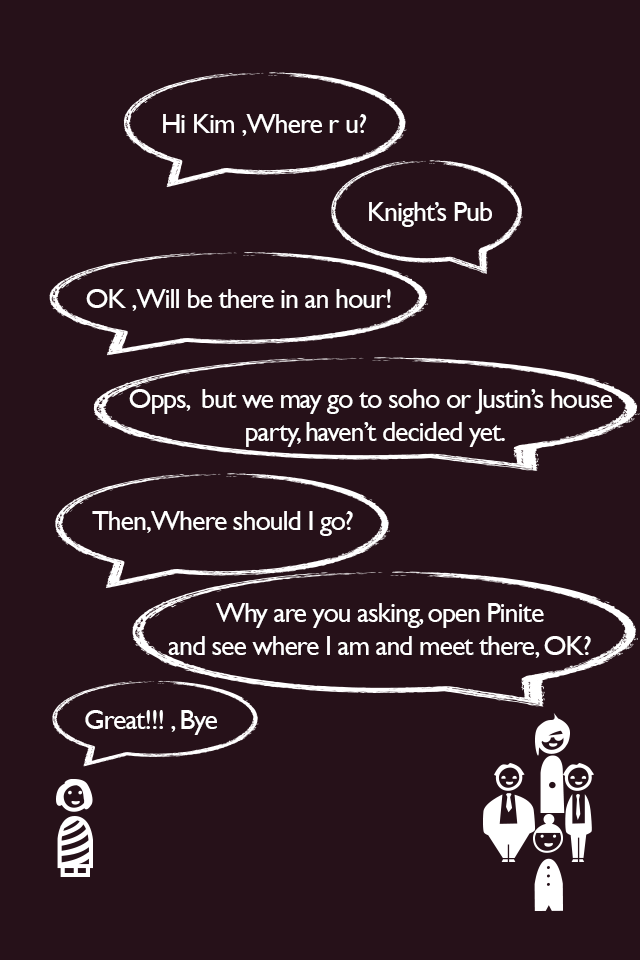 Hi Kim ,Where r u?
Knight's Pub
OK ,Will be there in an hour!
Opps,  but we may go to soho or Justin's house
party, haven't decided yet.
Then,Where should I go?
Why are you asking, open Pinite
and see where I am and meet there, OK?
Great!!! , Bye